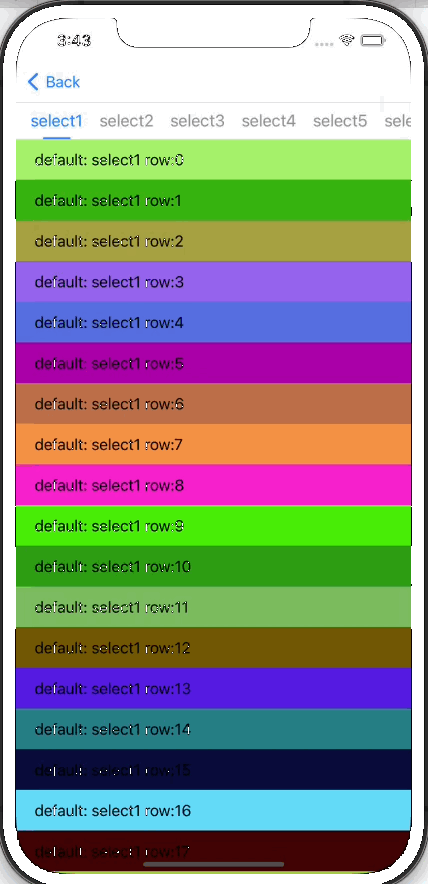 3:43
Back
select1 select2 select3 select4 select5 sele
default: select1 row:0
default: select1 row:1
default: select1 row:2
default: select1 row:3
default: select1 row:4
default: select1 row:5
default: select1 row:6
default: select1 row:7
default: select1 row:8
default: select1 row:9
default: select1 row:10
default: select1 row:11
default: select1 row:12
default: select1 row:13
default: select1 row:14
default: select1 row:15
default: select1 row:16
default: select1 row:17